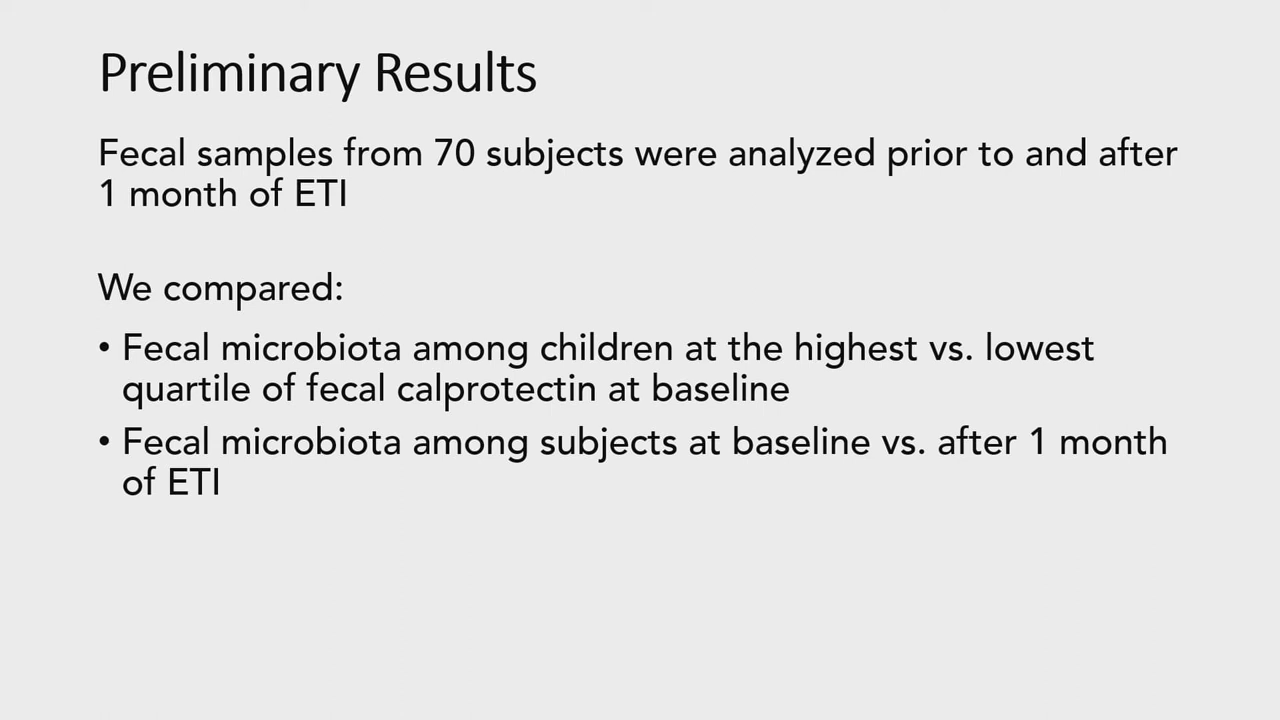 Preliminary Results
Fecal samples from 70 subjects were analyzed prior to and after
1 month of ETI
We compared:
• Fecal microbiota among children at the highest vs. lowest
quartile of fecal calprotectin at baseline
• Fecal microbiota among subjects at baseline vs. after 1 month
of ETI